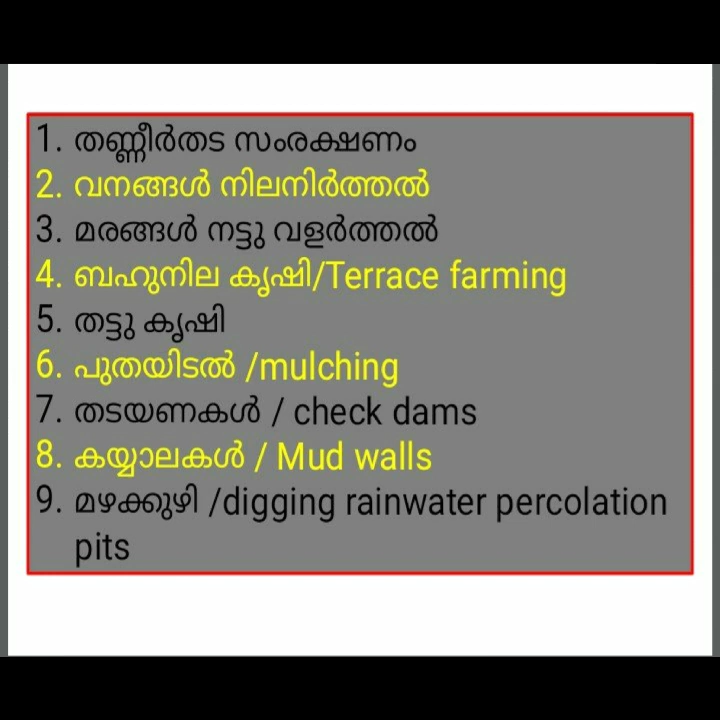 1. തണ്ണീർതട സംരക്ഷണം
2. വനങ്ങൾ നിലനിർത്തൽ
3. മരങ്ങൾ നട്ടു വളർത്തൽ
4. ബഹുനില കൃഷി/Terrace farming
5. തട്ടു കൃഷി
6. പുതയിടൽ /mulching
7. തടയണകൾ / check dams
8. കയ്യാലകൾ / Mud walls
9. മഴക്കുഴി /digging rainwater percolation
pits